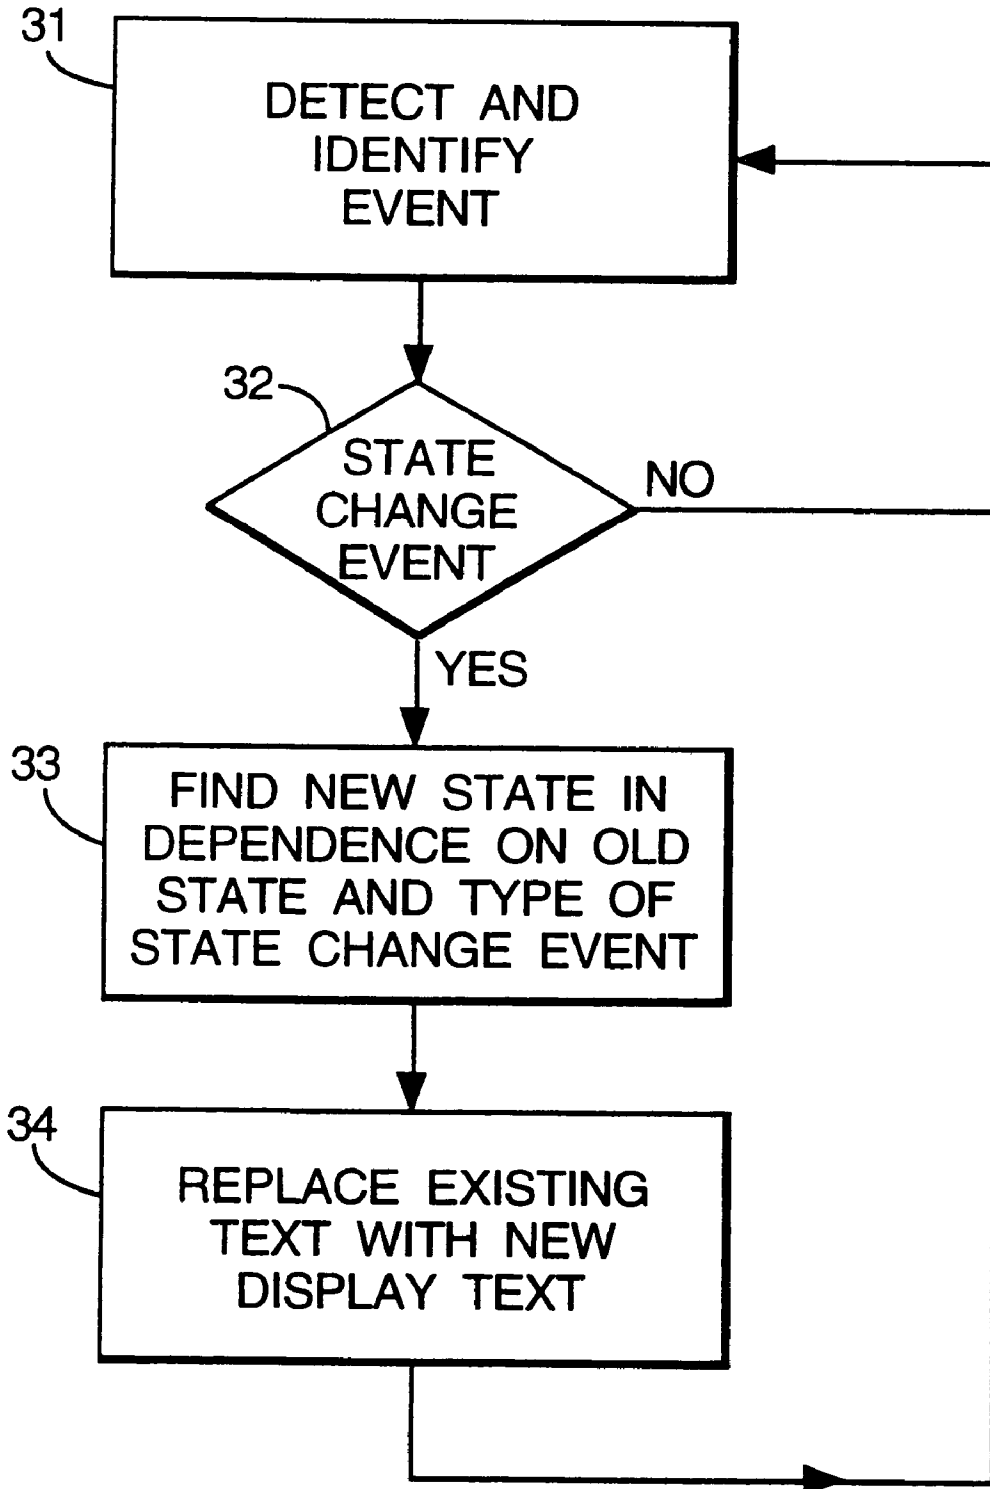 31
DETECT AND
IDENTIFY
EVENT
32
STATE
CHANGE
EVENT
NO
YES
33
FIND NEW STATE IN
DEPENDENCE ON OLD
STATE AND TYPE OF
STATE CHANGE EVENT
34
REPLACE EXISTING
TEXT WITH NEW
DISPLAY TEXT